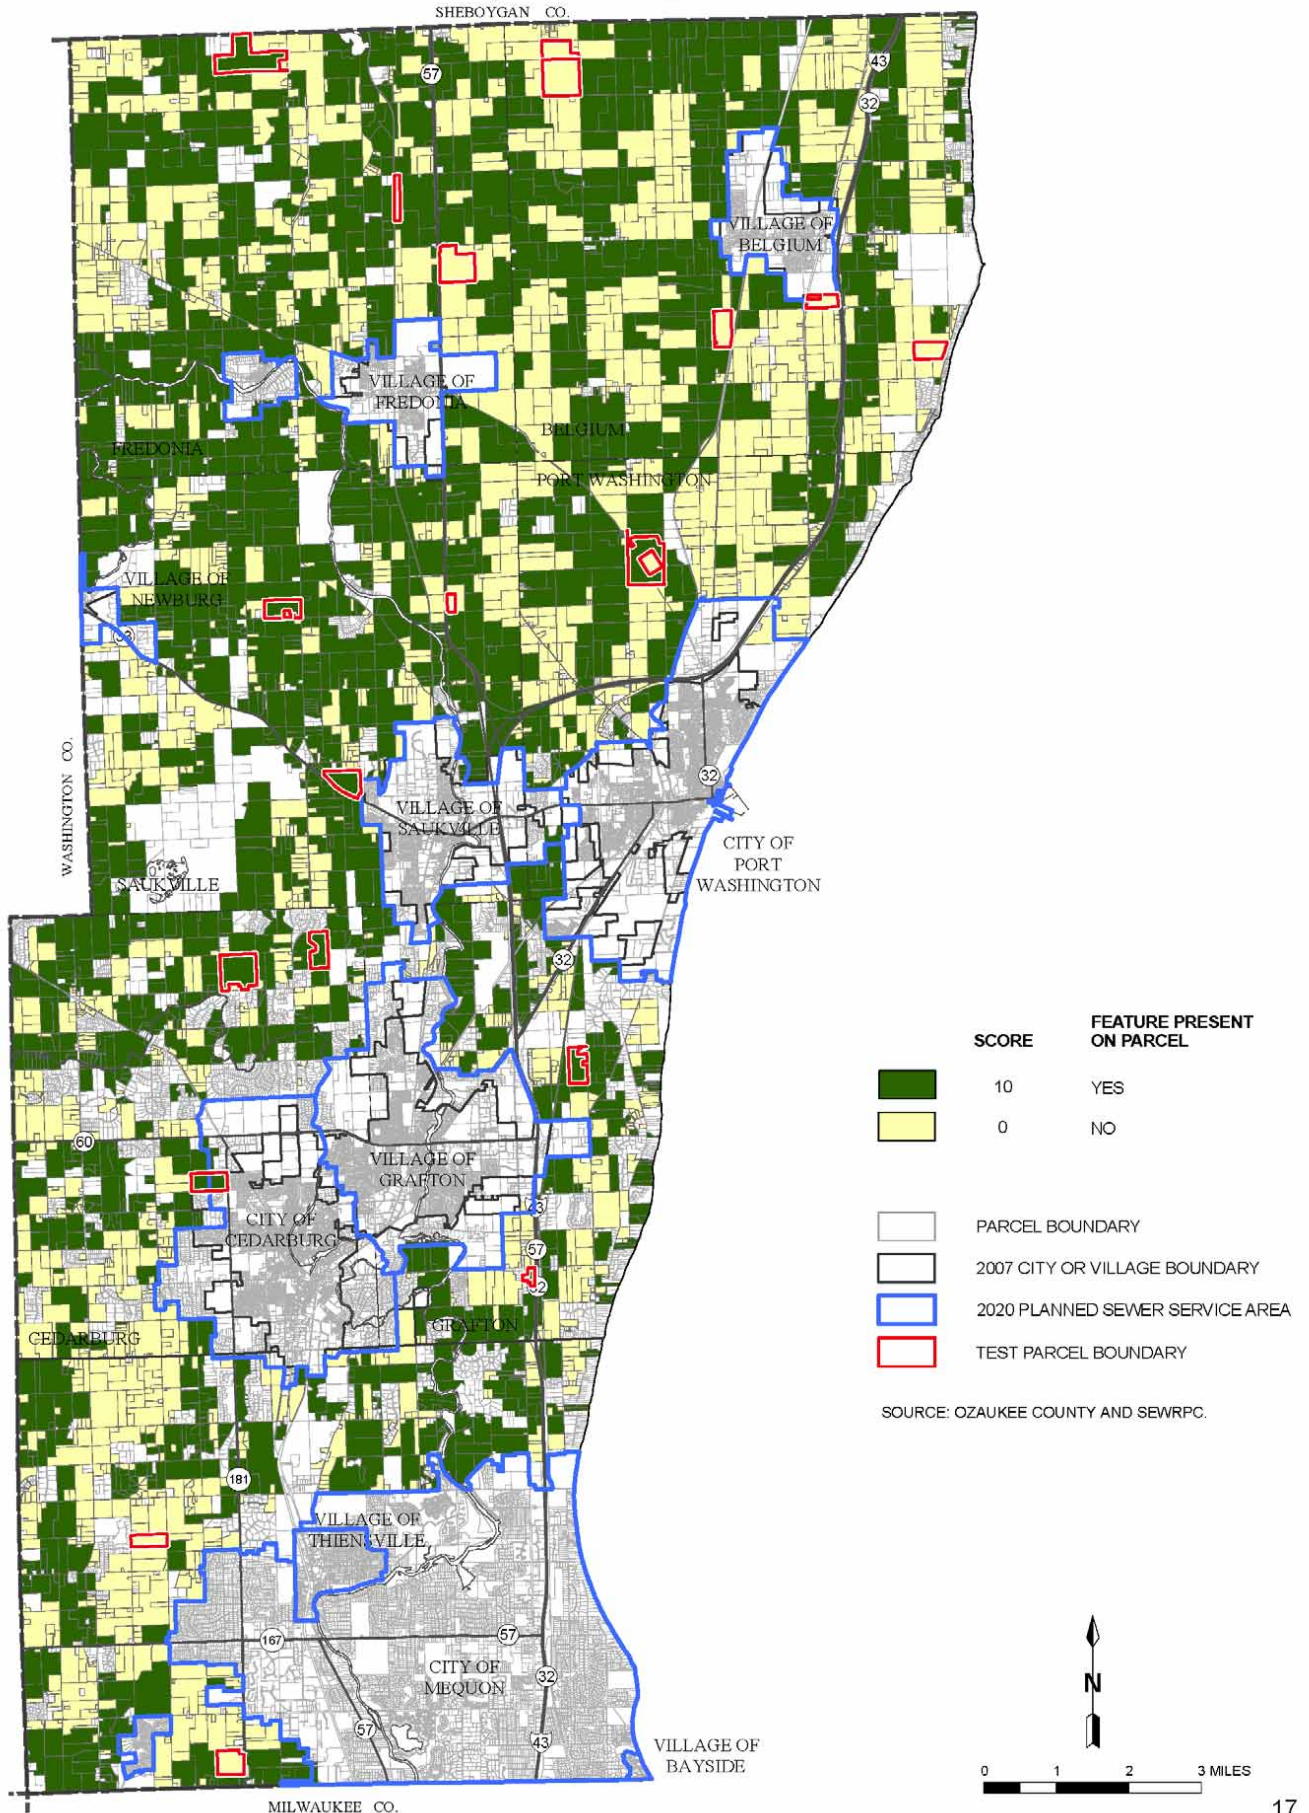 SHEBOYGAN CO.
57
43
32
VILLAGE OF
BELGIUM
VILLAGE OF
FREDONIA
FREDONIA
BELGIUM
PORT WASHINGTON
VILLAGE OF
NEWBURG
33
WASHINGTON CO.
32
VILLAGE OF
SAUKVILLE
SAUKVILLE
CITY OF
PORT
WASHINGTON
32
60
VILLAGE OF
GRAFTON
43
CITY OF
CEDARBURG
57
32
CEDARBURG
GRAFTON
181
VILLAGE OF
THIENSVILLE
167
57
CITY OF
MEQUON
32
57
43
VILLAGE OF
BAYSIDE
MILWAUKEE CO.
SCORE
FEATURE PRESENT
ON PARCEL
10 YES
0 NO
PARCEL BOUNDARY
2007 CITY OR VILLAGE BOUNDARY
2020 PLANNED SEWER SERVICE AREA
TEST PARCEL BOUNDARY
SOURCE: OZAUKEE COUNTY AND SEWRPC.
N
0 1 2 3 MILES
17